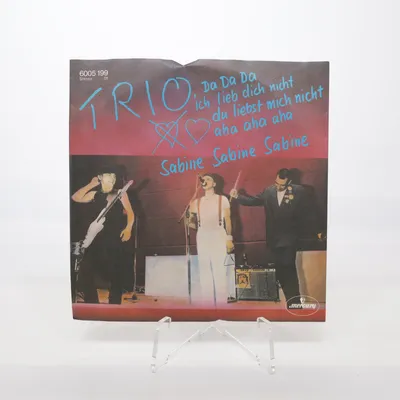 6005 199
TRIO
Da Da Da
ich lieb dich nicht
du liebst mich nicht
aha aha aha
Sabine Sabine Sabine
mercury